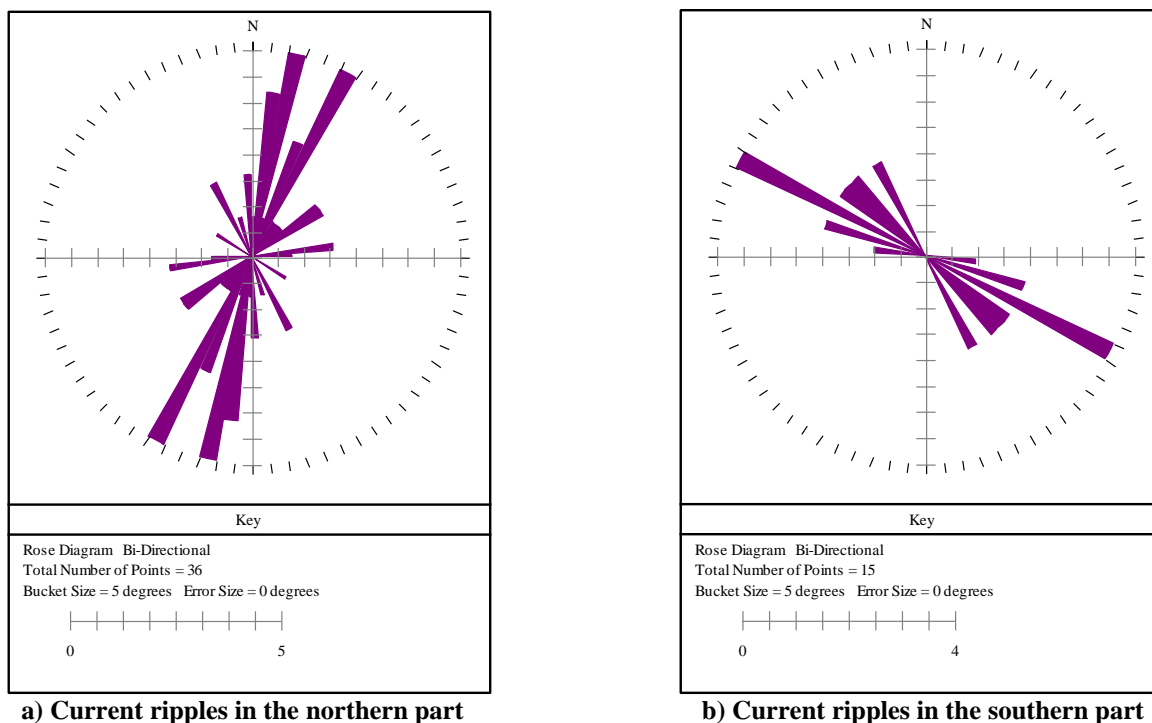 N
Key
Rose Diagram Bi-Directional
Total Number of Points = 36
Bucket Size = 5 degrees Error Size = 0 degrees
0 5
a) Current ripples in the northern part
N
Key
Rose Diagram Bi-Directional
Total Number of Points = 15
Bucket Size = 5 degrees Error Size = 0 degrees
0 4
b) Current ripples in the southern part